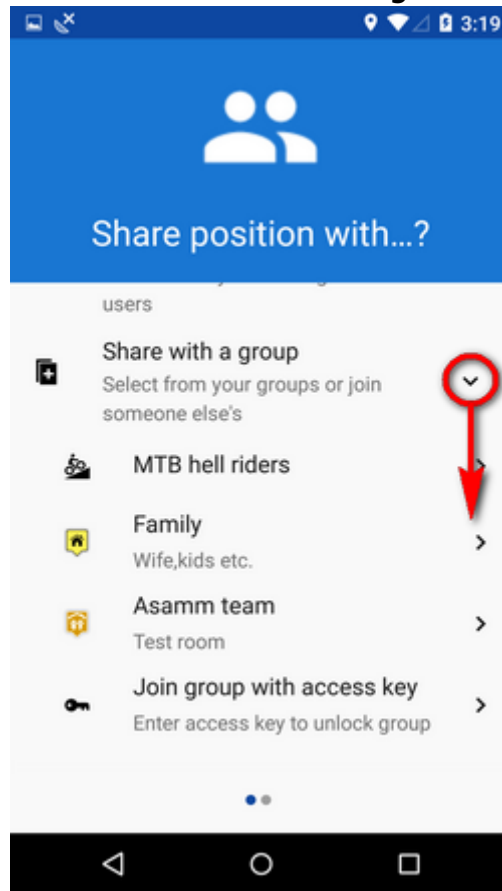 3:19
Share position with...?
users
Share with a group
Select from your groups or join
someone else's
MTB hell riders
Family
Wife,kids etc.
Asamm team
Test room
Join group with access key
Enter access key to unlock group